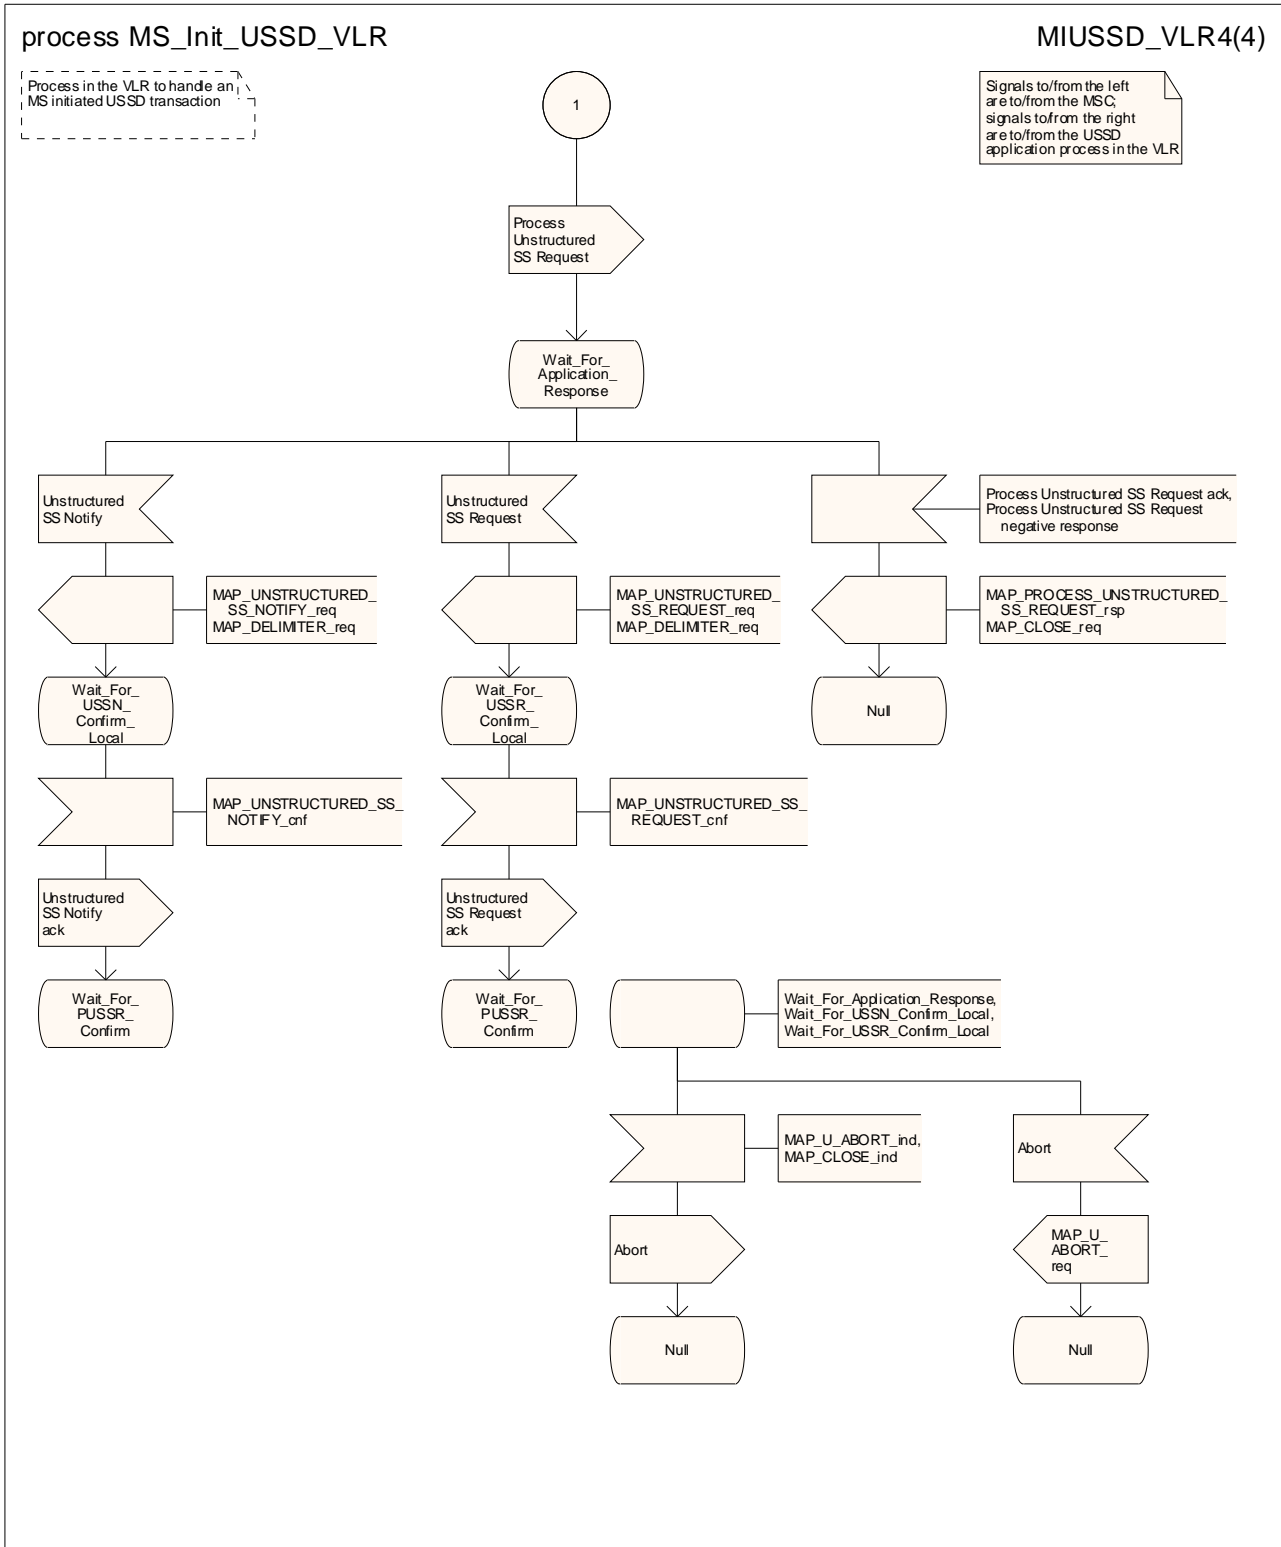 process MS_Init_USSD_VLR
MIUSSD_VLR4(4)
Process in the VLR to handle an
MS initiated USSD transaction
1
Signals to/from the left
are to/from the MSC;
signals to/from the right
are to/from the USSD
application process in the VLR
Process
Unstructured
SS Request
Wait_For_
Application_
Response
Unstructured
SS Notify
Unstructured
SS Request
Process Unstructured SS Request ack,
Process Unstructured SS Request
negative response
MAP_UNSTRUCTURED_
SS_NOTIFY_req
MAP_DELIMITER_req
MAP_UNSTRUCTURED_
SS_REQUEST_req
MAP_DELIMITER_req
MAP_PROCESS_UNSTRUCTURED_
SS_REQUEST_rsp
MAP_CLOSE_req
Wait_For_
USSN_
Confirm_
Local
Wait_For_
USSR_
Confirm_
Local
Null
MAP_UNSTRUCTURED_SS_
NOTIFY_cnf
MAP_UNSTRUCTURED_SS_
REQUEST_cnf
Unstructured
SS Notify
ack
Unstructured
SS Request
ack
Wait_For_
PUSSR_
Confirm
Wait_For_
PUSSR_
Confirm
Wait_For_Application_Response,
Wait_For_USSN_Confirm_Local,
Wait_For_USSR_Confirm_Local
MAP_U_ABORT_ind,
MAP_CLOSE_ind
Abort
Abort
MAP_U_
ABORT_
req
Null
Null